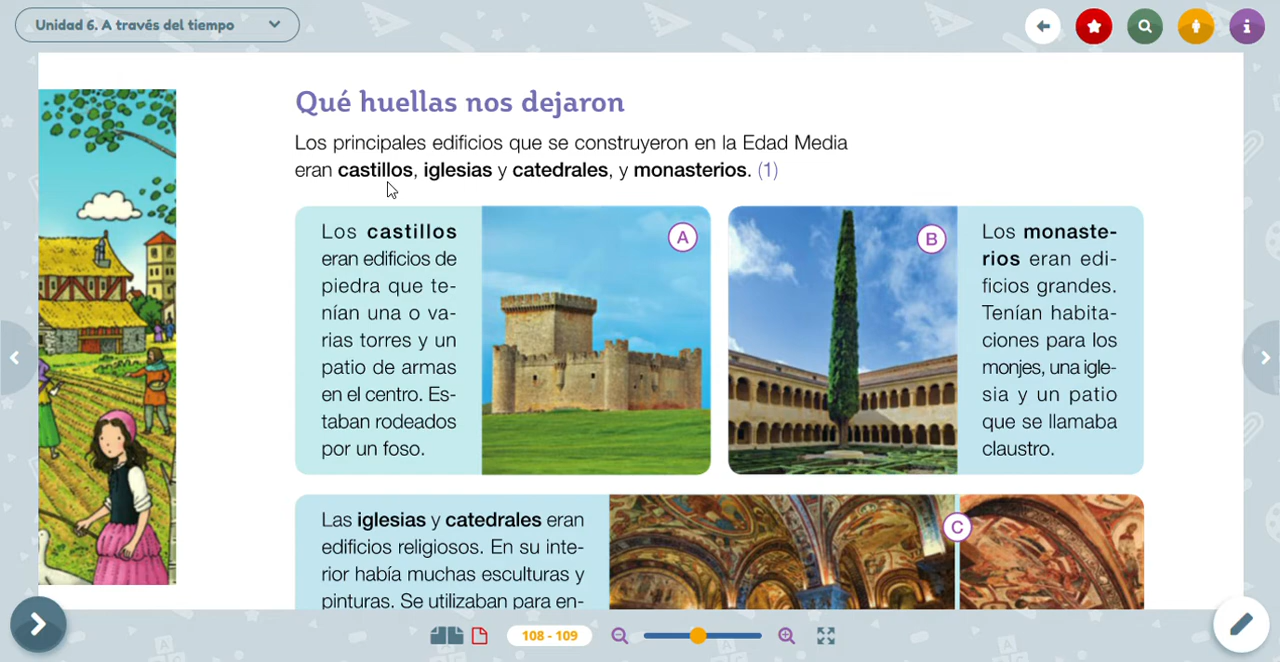 Unidad 6. A través del tiempo
Qué huellas nos dejaron
Los principales edificios que se construyeron en la Edad Media
eran castillos, iglesias y catedrales, y monasterios. (1)
Los castillos
eran edificios de
piedra que te-
nían una o va-
rias torres y un
patio de armas
en el centro. Es-
taban rodeados
por un foso.
A
B
Los monaste-
rios eran edi-
ficios grandes.
Tenían habita-
ciones para los
monjes, una igle-
sia y un patio
que se llamaba
claustro.
Las iglesias y catedrales eran
edificios religiosos. En su inte-
rior había muchas esculturas y
pinturas. Se utilizaban para en-
C
108 - 109